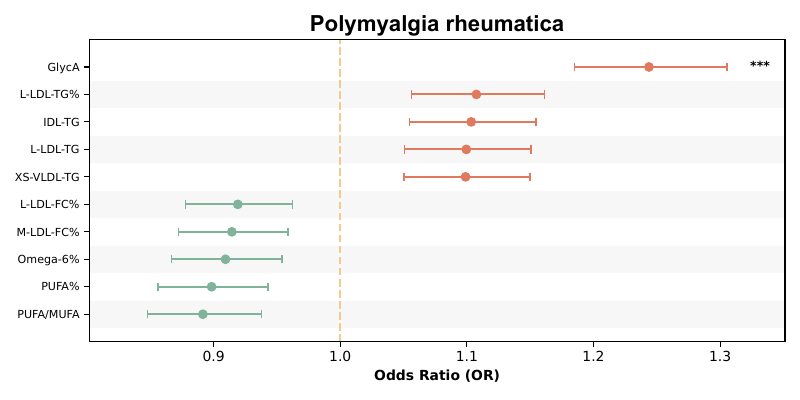 Polymyalgia rheumatica
GlycA
***
L-LDL-TG%
IDL-TG
L-LDL-TG
XS-VLDL-TG
L-LDL-FC%
M-LDL-FC%
Omega-6%
PUFA%
PUFA/MUFA
0.9 1.0 1.1 1.2 1.3
Odds Ratio (OR)